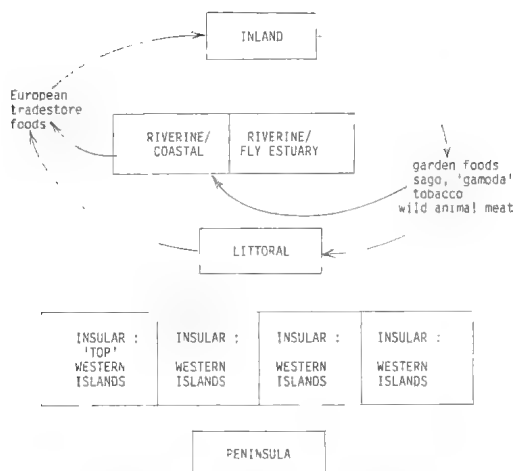 INLAND
European
tradestore
foods
RIVERINE/
COASTAL
RIVERINE/
FLY ESTUARY
garden foods
sago, 'gamoda'
tobacco
wild animal meat
LITTORAL
INSULAR :
'TOP'
WESTERN
ISLANDS
INSULAR :
WESTERN
ISLANDS
INSULAR :
WESTERN
ISLANDS
INSULAR :
WESTERN
ISLANDS
PENINSULA